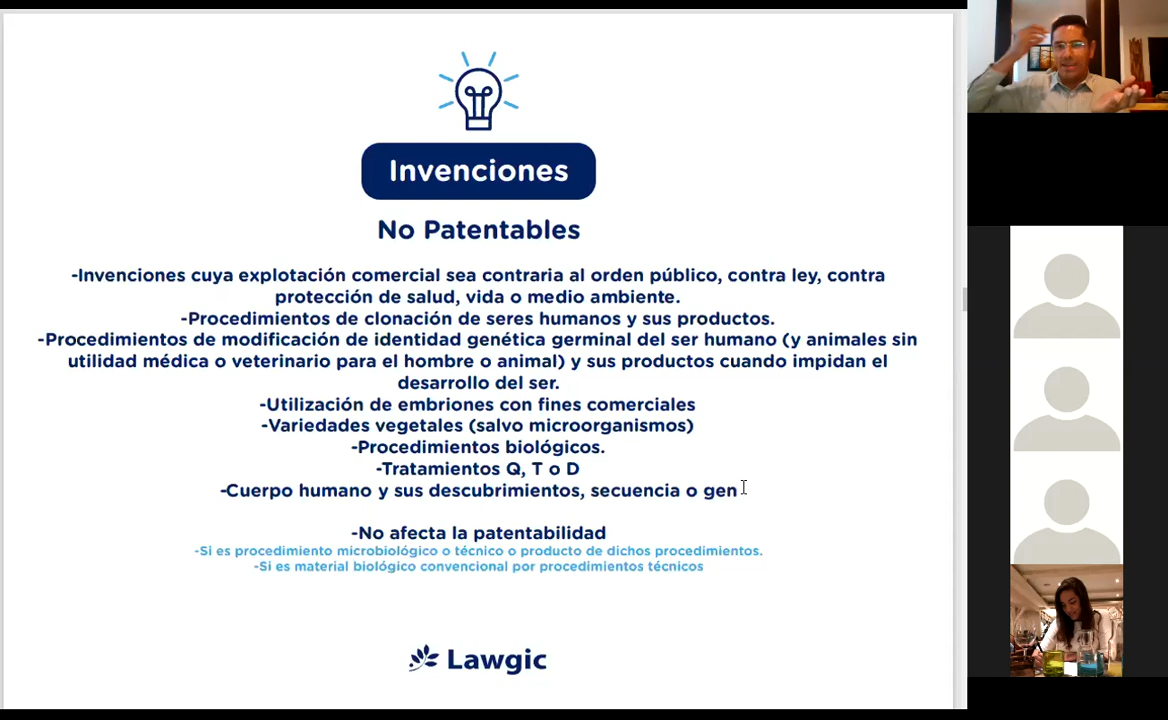 Invenciones
No Patentables
-Invenciones cuya explotación comercial sea contraria al orden público, contra ley, contra
protección de salud, vida o medio ambiente.
-Procedimientos de clonación de seres humanos y sus productos.
-Procedimientos de modificación de identidad genética germinal del ser humano (y animales sin
utilidad médica o veterinario para el hombre o animal) y sus productos cuando impidan el
desarrollo del ser.
-Utilización de embriones con fines comerciales
-Variedades vegetales (salvo microorganismos)
-Procedimientos biológicos.
-Tratamientos Q, T o D
-Cuerpo humano y sus descubrimientos, secuencia o gen
-No afecta la patentabilidad
-Si es procedimiento microbiológico o técnico o producto de dichos procedimientos.
-Si es material biológico convencional por procedimientos técnicos
Lawgic